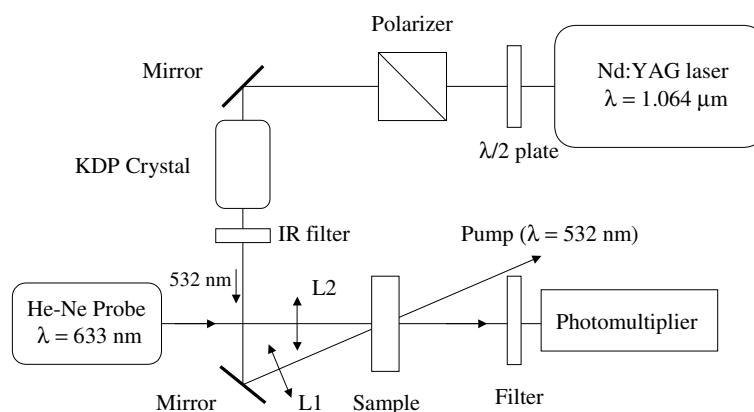 Polarizer
Mirror
Nd:YAG laser
λ = 1.064 μm
λ/2 plate
KDP Crystal
IR filter
Pump (λ = 532 nm)
532 nm
L2
He-Ne Probe
λ = 633 nm
Photomultiplier
Mirror
L1
Sample
Filter